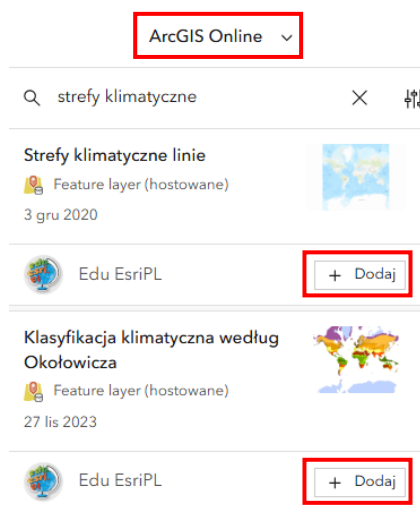 ArcGIS Online
strefy klimatyczne
Strefy klimatyczne linie
Feature layer (hostowane)
3 gru 2020
Edu EsriPL
+ Dodaj
Klasyfikacja klimatyczna według
Okołowicza
Feature layer (hostowane)
27 lis 2023
Edu EsriPL
+ Dodaj